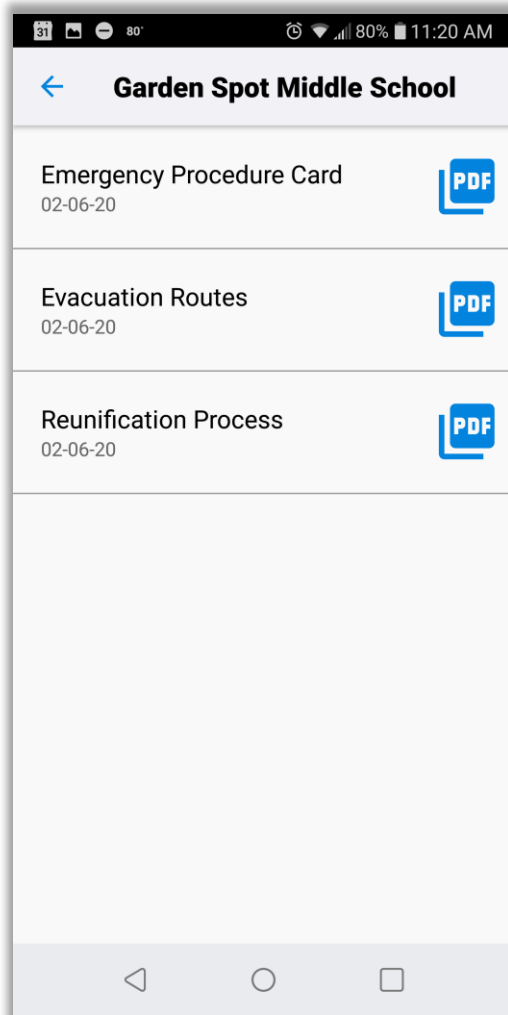 31 80° 80% 11:20 AM
Garden Spot Middle School
Emergency Procedure Card
02-06-20
PDF
Evacuation Routes
02-06-20
PDF
Reunification Process
02-06-20
PDF